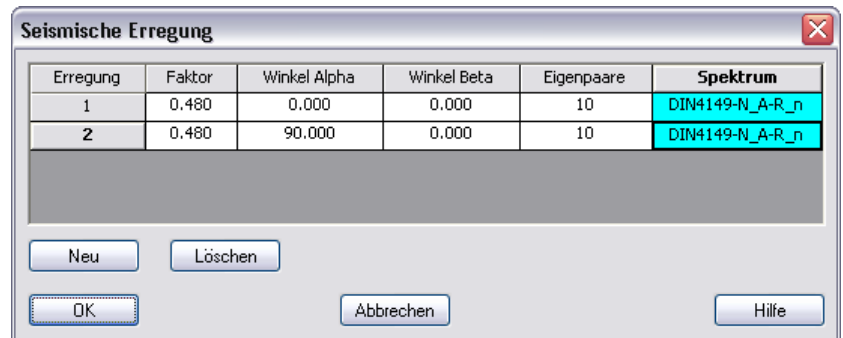 Seismische Erregung
Erregung Faktor Winkel Alpha Winkel Beta Eigenpaare Spektrum
1 0.480 0.000 0.000 10 DIN4149-N_A-R_n
2 0.480 90.000 0.000 10 DIN4149-N_A-R_n
Neu Löschen
OK Abbrechen Hilfe